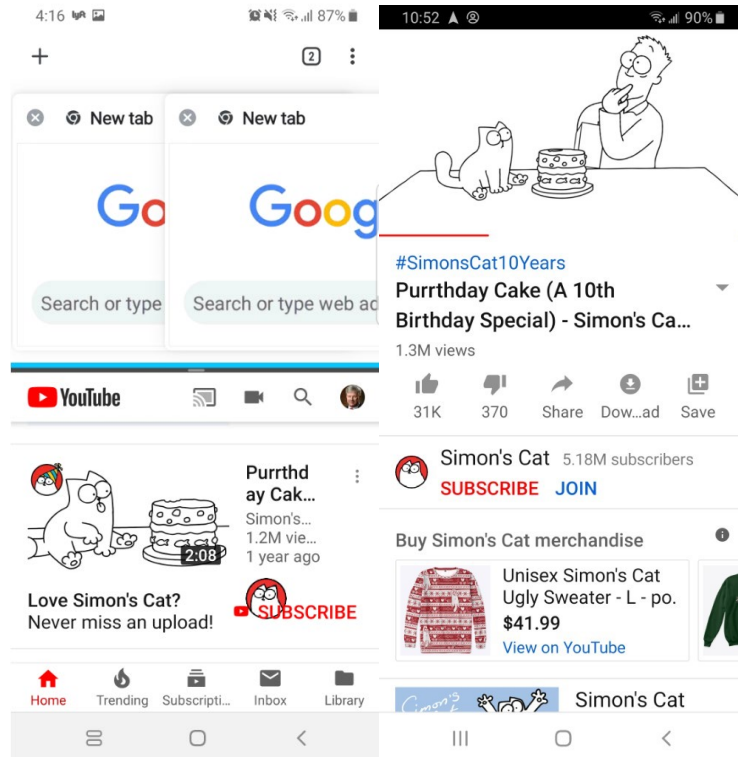 4:16 lyft 87%
2
New tab New tab
Goo Goog
Search or type Search or type web ad
YouTube
Purrthd
ay Cak...
Simon's...
1.2M vie...
1 year ago
2:08
Love Simon's Cat?
Never miss an upload!
SUBSCRIBE
Home Trending Subscripti... Inbox Library
10:52 90%
#SimonsCat10Years
Purrthday Cake (A 10th
Birthday Special) - Simon's Ca...
1.3M views
31K 370 Share Dow...ad Save
Simon's Cat 5.18M subscribers
SUBSCRIBE JOIN
Buy Simon's Cat merchandise
Unisex Simon's Cat
Ugly Sweater - L - po.
$41.99
View on YouTube
Simon's
Simon's Cat